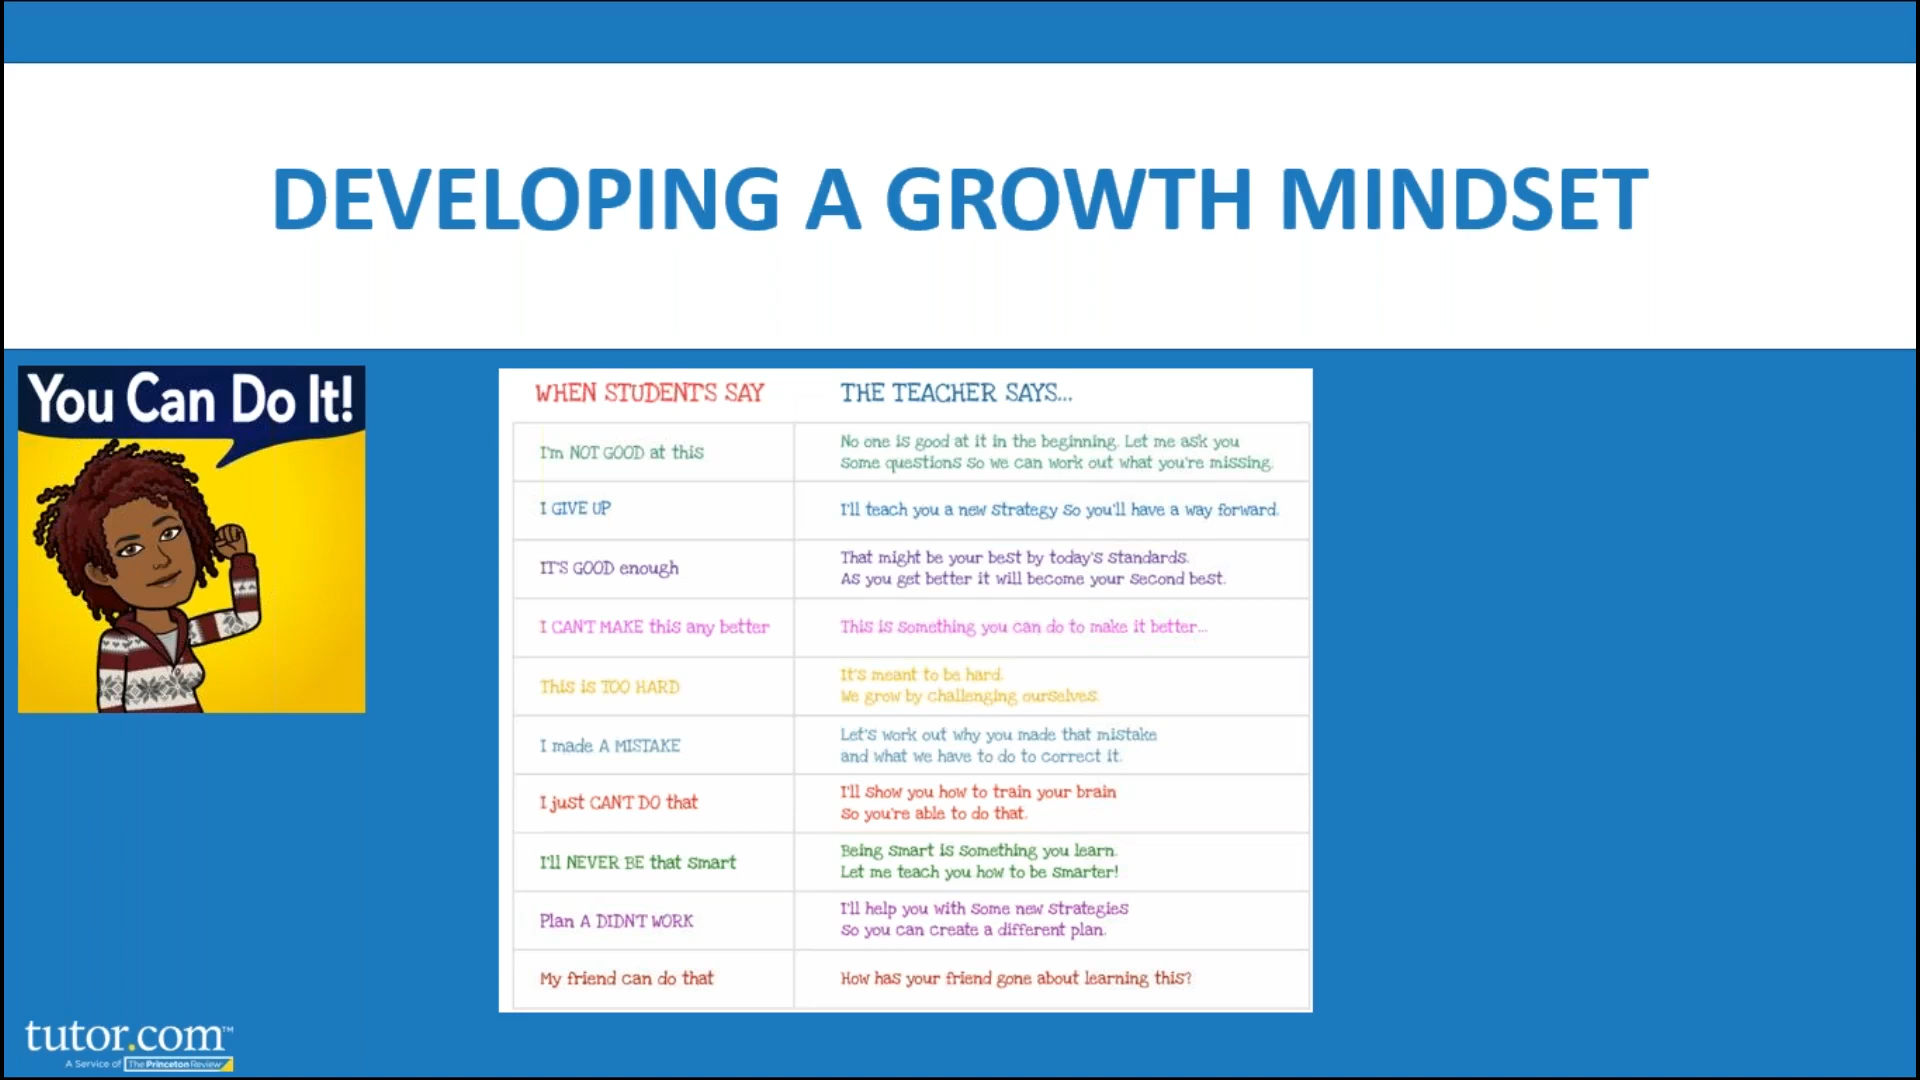 DEVELOPING A GROWTH MINDSET
You Can Do It!
WHEN STUDENTS SAY
THE TEACHER SAYS...
I'm NOT GOOD at this
No one is good at it in the beginning. Let me ask you
some questions so we can work out what you're missing.
I GIVE UP
I'll teach you a new strategy so you'll have a way forward.
IT'S GOOD enough
That might be your best by today's standards.
As you get better it will become your second best.
I CAN'T MAKE this any better
This is something you can do to make it better...
This is TOO HARD
It's meant to be hard.
We grow by challenging ourselves.
I made A MISTAKE
Let's work out why you made that mistake
and what we have to do to correct it.
I just CAN'T DO that
I'll show you how to train your brain
so you're able to do that.
I'll NEVER BE that smart
Being smart is something you learn.
Let me teach you how to be smarter!
Plan A DIDN'T WORK
I'll help you with some new strategies
so you can create a different plan.
My friend can do that
How has your friend gone about learning this?
tutor.com™
A Service of The Princeton Review